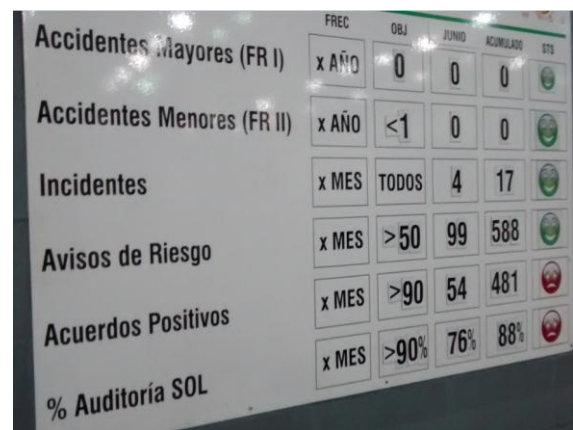 FREC OBJ JUNIO ACUMULADO STS
Accidentes Mayores (FR I) x AÑO 0 0 0
Accidentes Menores (FR II) x AÑO <1 0 0
Incidentes x MES TODOS 4 17
Avisos de Riesgo x MES >50 99 588
Acuerdos Positivos x MES >90 54 481
% Auditoría SOL x MES >90% 76% 88%